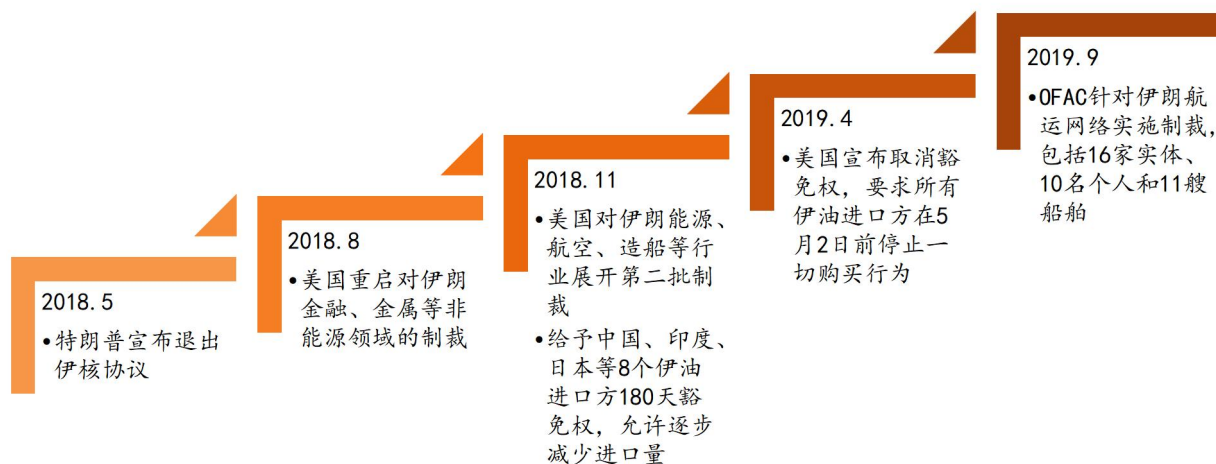 2018.5
•特朗普宣布退出
伊核协议
2018.8
•美国重启对伊朗
金融、金属等非
能源领域的制裁
2018.11
•美国对伊朗能源、
航空、造船等行
业展开第二批制
裁
•给予中国、印度、
日本等8个伊油
进口方180天豁
免权，允许逐步
减少进口量
2019.4
•美国宣布取消豁
免权，要求所有
伊油进口方在5
月2日前停止一
切购买行为
2019.9
•OFAC针对伊朗航
运网络实施制裁，
包括16家实体、
10名个人和11艘
船舶